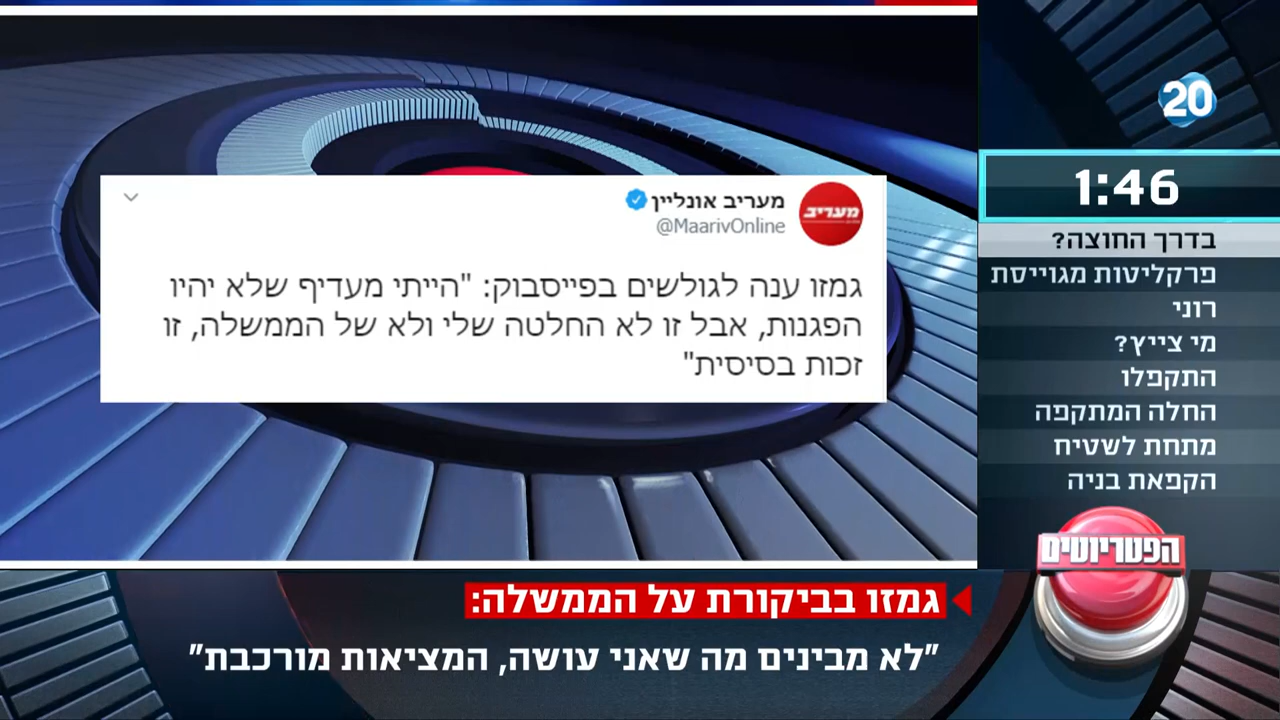 מעריב אונליין
@MaarivOnline
מעריב
גמזו ענה לגולשים בפייסבוק: "הייתי מעדיף שלא יהיו
הפגנות, אבל זו לא החלטה שלי ולא של הממשלה, זו
זכות בסיסית"
20
1:46
בדרך החוצה?
פרקליטות מגוייסת
רוני
מי צייץ?
התקפלו
החלה המתקפה
מתחת לשטיח
הקפאת בניה
הפטריוטים
גמזו בביקורת על הממשלה:
"לא מבינים מה שאני עושה, המציאות מורכבת"